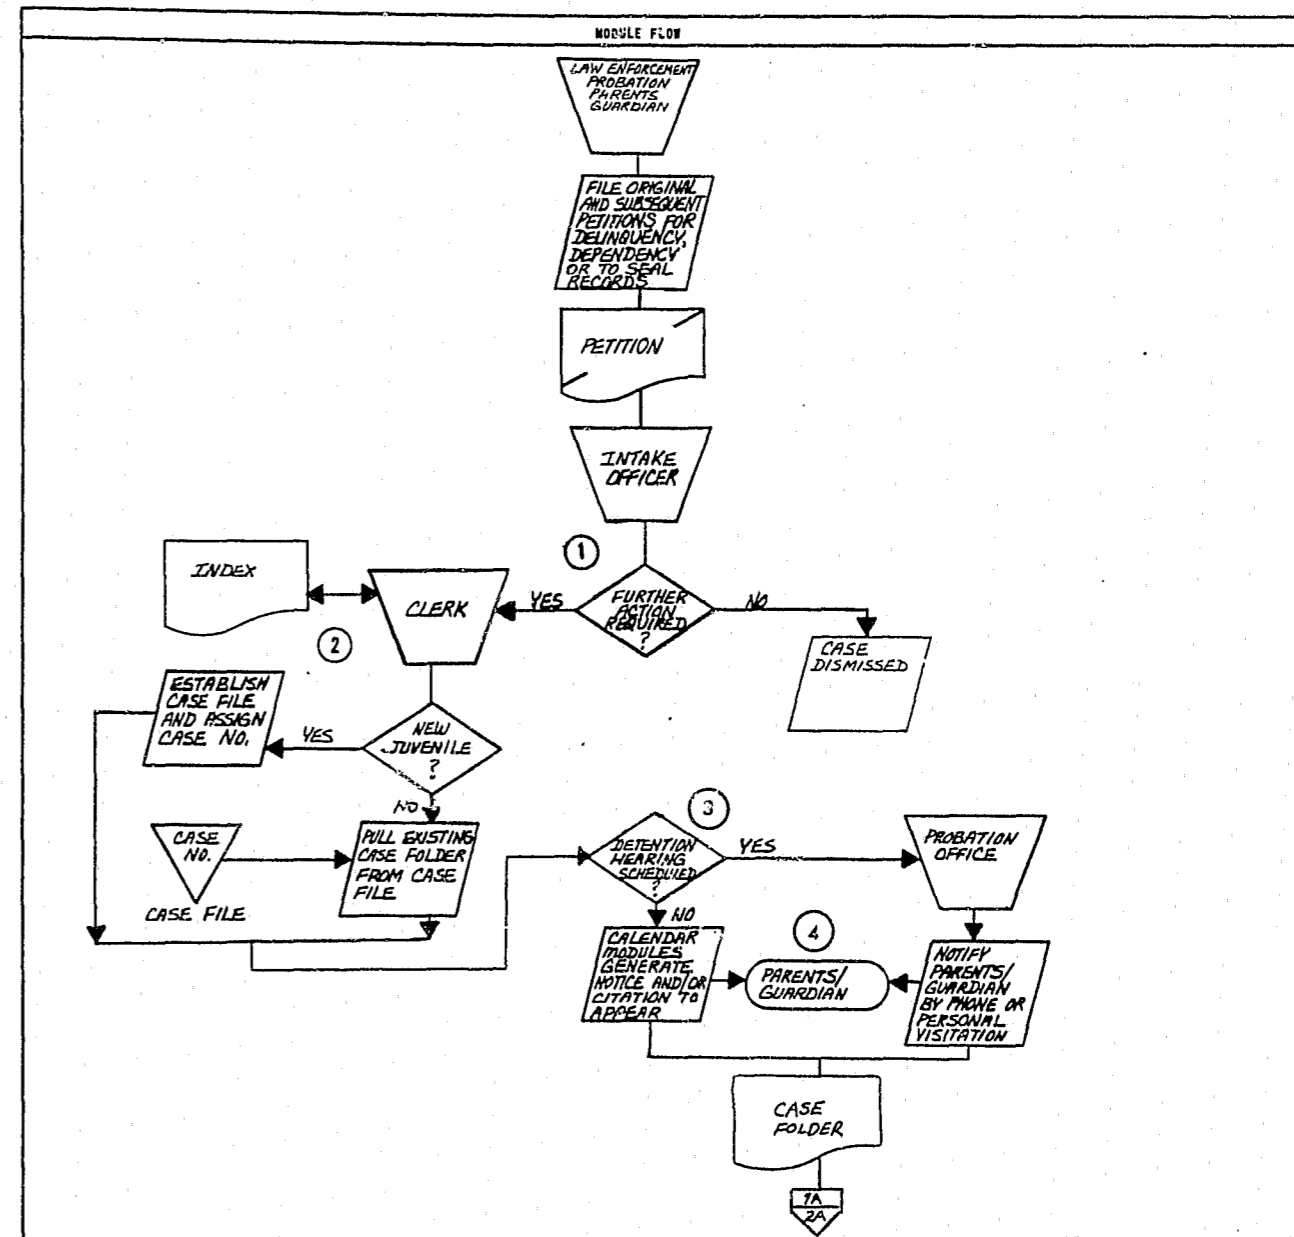 MODULE FLOW
LAW ENFORCEMENT
PROBATION
PARENTS
GUARDIAN
FILE ORIGINAL
AND SUBSEQUENT
PETITIONS FOR
DELINQUENCY,
DEPENDENCY
OR TO SEAL
RECORDS
PETITION
INTAKE
OFFICER
1
FURTHER
ACTION
REQUIRED
?
YES
NO
CASE
DISMISSED
INDEX
CLERK
2
NEW
JUVENILE
?
YES
ESTABLISH
CASE FILE
AND ASSIGN
CASE NO.
NO
CASE
NO.
CASE FILE
PULL EXISTING
CASE FOLDER
FROM CASE
FILE
3
DETENTION
HEARING
SCHEDULED
?
YES
PROBATION
OFFICE
NO
CALENDAR
MODULES
GENERATE
NOTICE AND/OR
CITATION TO
APPEAR
4
PARENTS/
GUARDIAN
NOTIFY
PARENTS/
GUARDIAN
BY PHONE OR
PERSONAL
VISITATION
CASE
FOLDER
1A
2A